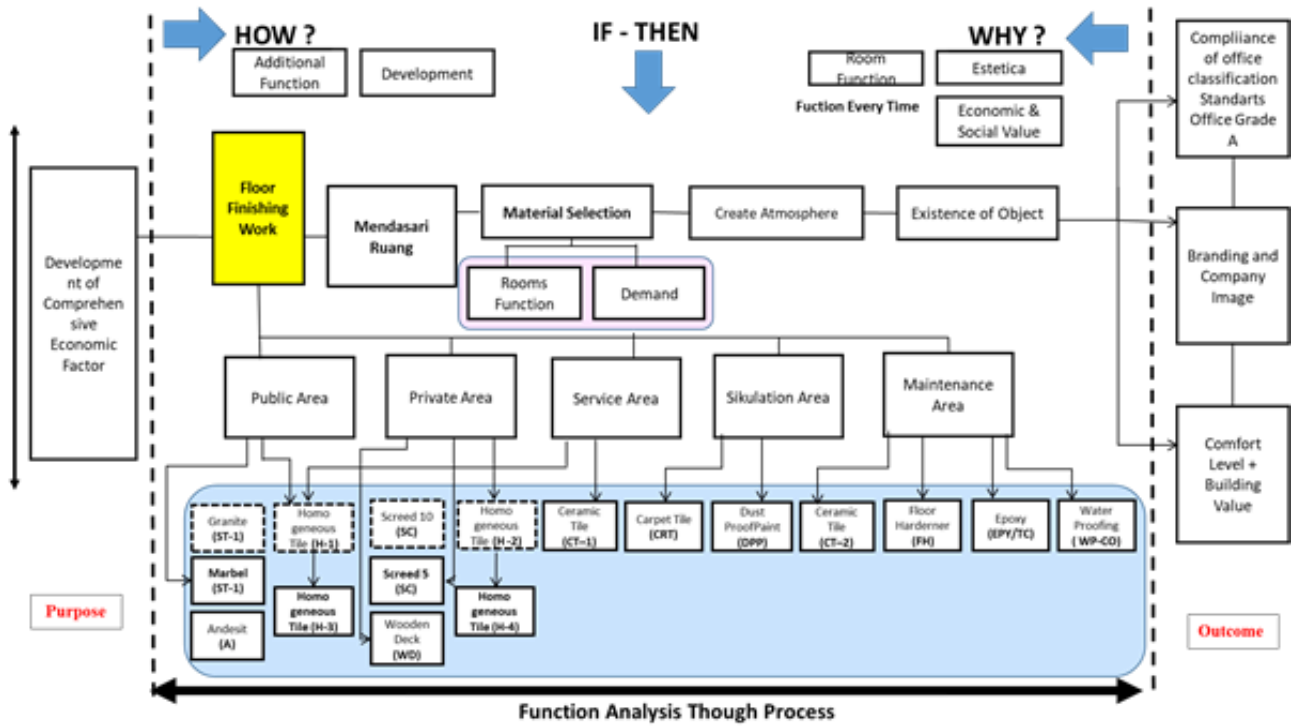 HOW ?
IF - THEN
WHY ?
Additional
Function
Development
Room
Function
Estetica
Fuction Every Time
Economic &
Social Value
Compliiance
of office
classification
Standarts
Office Grade
A
Floor
Finishing
Work
Mendasari
Ruang
Material Selection
Create Atmosphere
Existence of Object
Rooms
Function
Demand
Developme
nt of
Comprehen
sive
Economic
Factor
Branding and
Company
Image
Public Area
Private Area
Service Area
Sikulation Area
Maintenance
Area
Comfort
Level +
Building
Value
Granite
(ST-1)
Homo
geneous
Tile (H-1)
Screed 10
(SC)
Homo
geneous
Tile (H -2)
Ceramic
Tile
(CT–1)
Carpet Tile
(CRT)
Dust
ProofPaint
(DPP)
Ceramic
Tile
(CT–2)
Floor
Harderner
(FH)
Epoxy
(EPY/TC)
Water
Proofing
( WP-CO)
Marbel
(ST-1)
Homo
geneous
Tile (H-3)
Screed 5
(SC)
Homo
geneous
Tile (H-4)
Andesit
(A)
Wooden
Deck
(WD)
Purpose
Outcome
Function Analysis Though Process